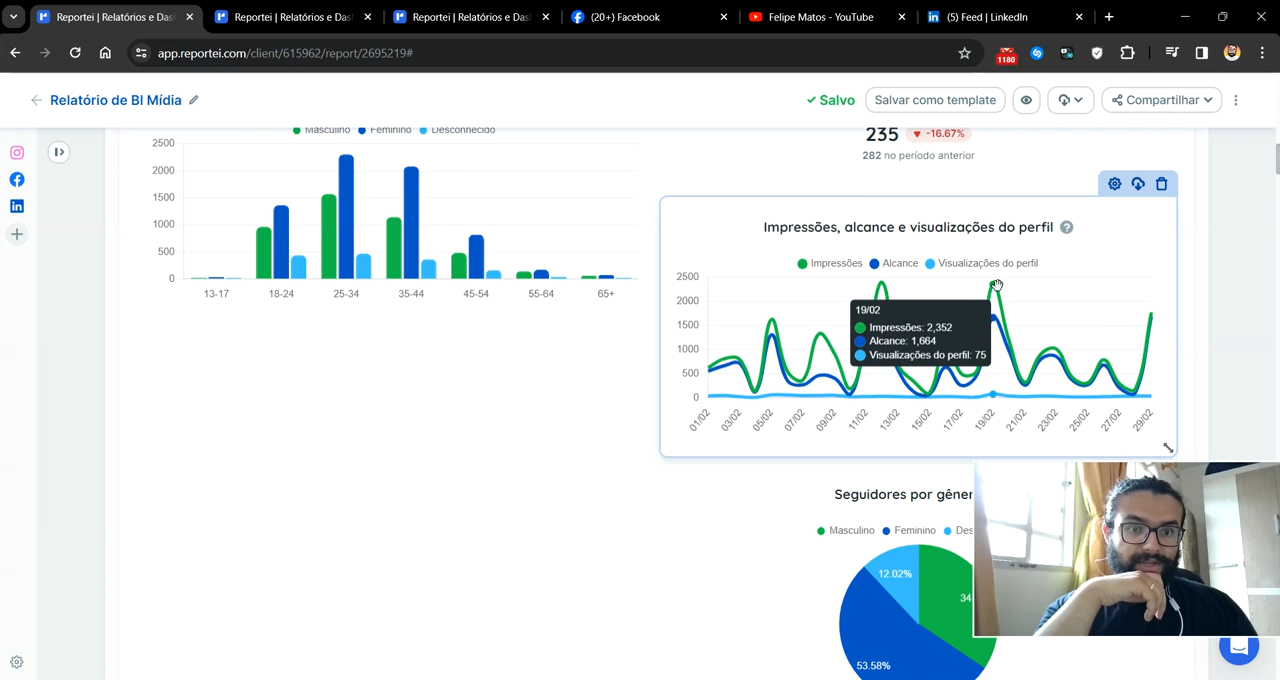 Reportei | Relatórios e Das
Reportei | Relatórios e Das
Reportei | Relatórios e Das
(20+) Facebook
Felipe Matos - YouTube
(5) Feed | LinkedIn
app.reportei.com/client/615962/report/2695219#
1180
Relatório de BI Mídia
Salvo
Salvar como template
Compartilhar
Masculino Feminino Desconhecido
2500
2000
1500
1000
500
0
13-17 18-24 25-34 35-44 45-54 55-64 65+
235 -16.67%
282 no período anterior
Impressões, alcance e visualizações do perfil
Impressões Alcance Visualizações do perfil
2500
2000
1500
1000
500
0
19/02
Impressões: 2,352
Alcance: 1,664
Visualizações do perfil: 75
01/02 03/02 05/02 07/02 09/02 11/02 13/02 15/02 17/02 19/02 21/02 23/02 25/02 27/02 29/02
Seguidores por gêner
Masculino Feminino Des
12.02%
34
53.58%